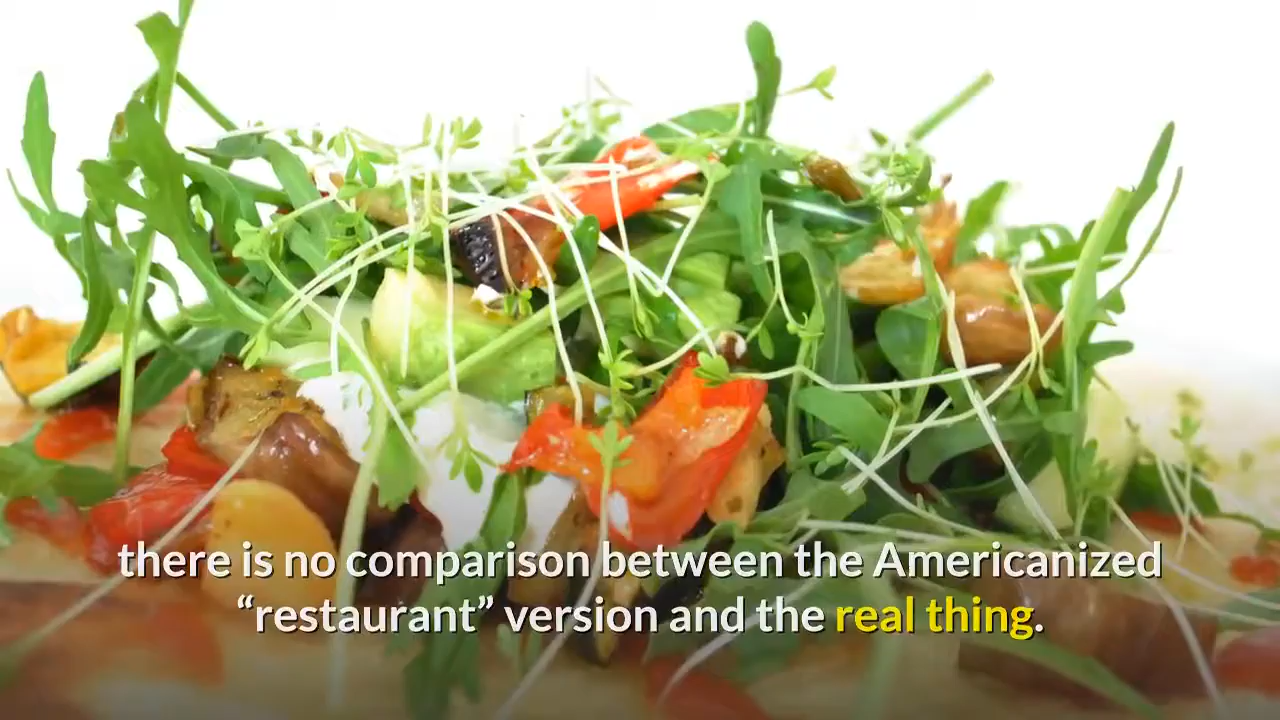 there is no comparison between the Americanized
“restaurant” version and the real thing.